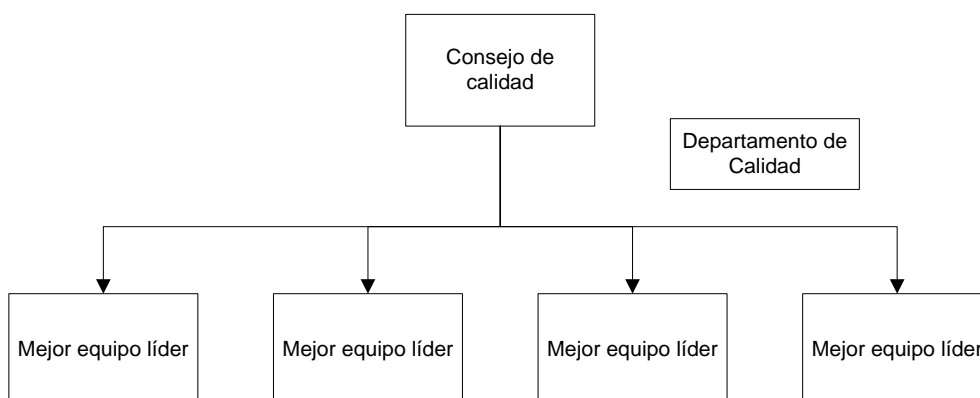 Consejo de
calidad
Departamento de
Calidad
Mejor equipo líder
Mejor equipo líder
Mejor equipo líder
Mejor equipo líder